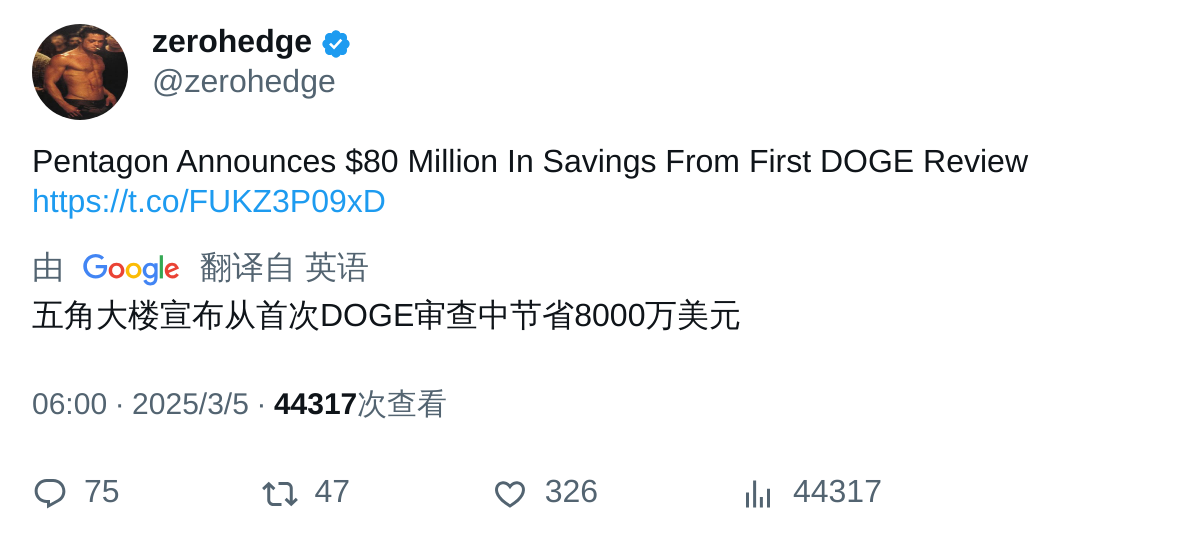 zerohedge
@zerohedge
Pentagon Announces $80 Million In Savings From First DOGE Review
https://t.co/FUKZ3P09xD
由 Google 翻译自 英语
五角大楼宣布从首次DOGE审查中节省8000万美元
06:00 · 2025/3/5 · 44317次查看
75 47 326 44317